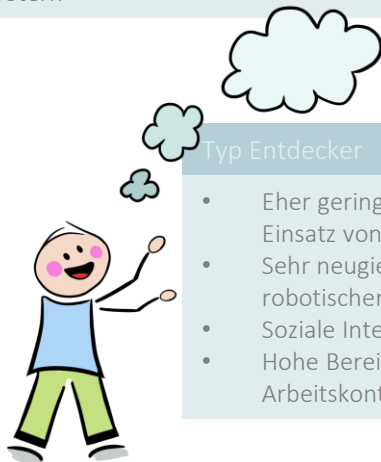 Typ Entdecker
• Eher gering
Einsatz von
• Sehr neugie
robotischer
• Soziale Inte
• Hohe Berei
Arbeitskont